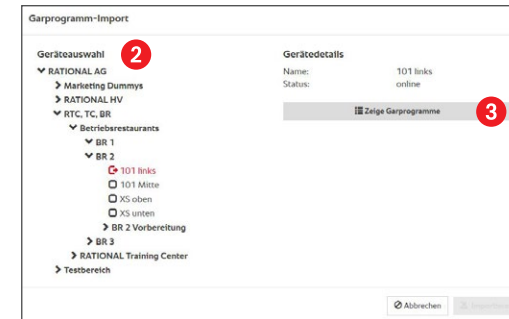 Garprogramm-Import
Geräteauswahl
2
RATIONAL AG
Marketing Dummys
RATIONAL HV
RTC, TC, BR
Betriebsrestaurants
BR 1
BR 2
101 links
101 Mitte
XS oben
XS unten
BR 2 Vorbereitung
BR 3
RATIONAL Training Center
Testbereich
Gerätedetails
Name: 101 links
Status: online
Zeige Garprogramme
3
Abbrechen